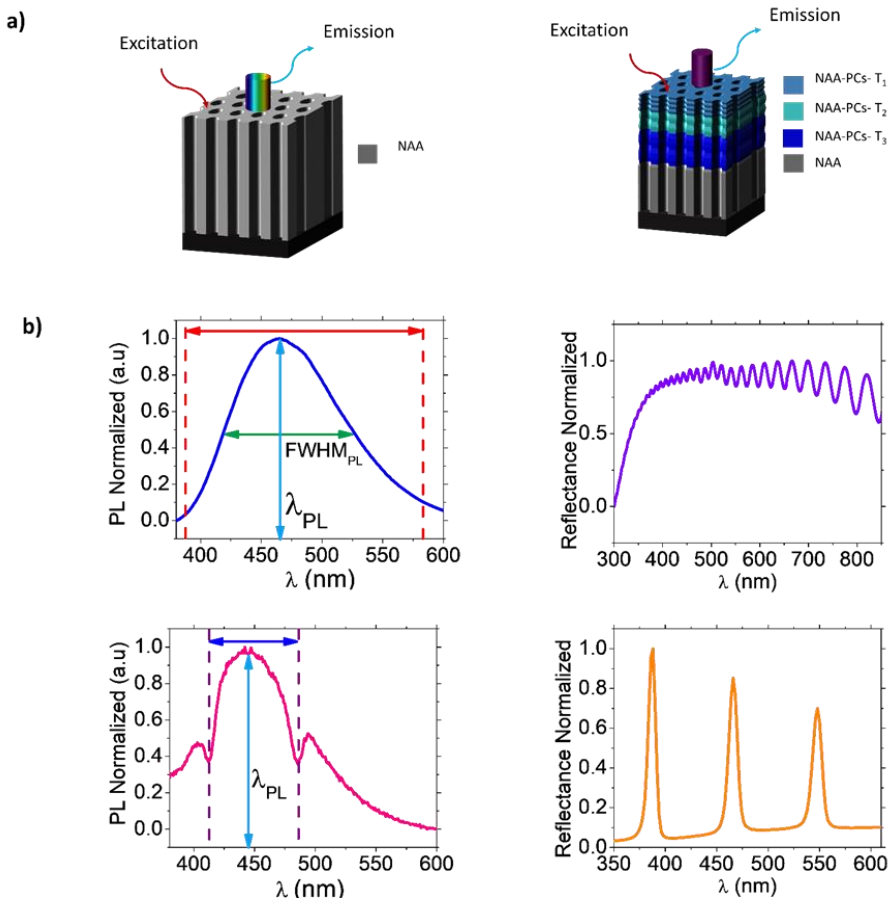 a)
Excitation
Emission
NAA
Excitation
Emission
NAA-PCs- T₁
NAA-PCs- T₂
NAA-PCs- T₃
NAA
b)
PL Normalized (a.u)
1.0
0.8
0.6
0.4
0.2
0.0
FWHM_PL
λ_PL
400 450 500 550 600
λ (nm)
Reflectance Normalized
1.0
0.5
0.0
300 400 500 600 700 800
λ (nm)
PL Normalized (a.u)
1.0
0.8
0.6
0.4
0.2
0.0
λ_PL
400 450 500 550 600
λ (nm)
Reflectance Normalized
1.0
0.8
0.6
0.4
0.2
0.0
350 400 450 500 550 600
λ (nm)